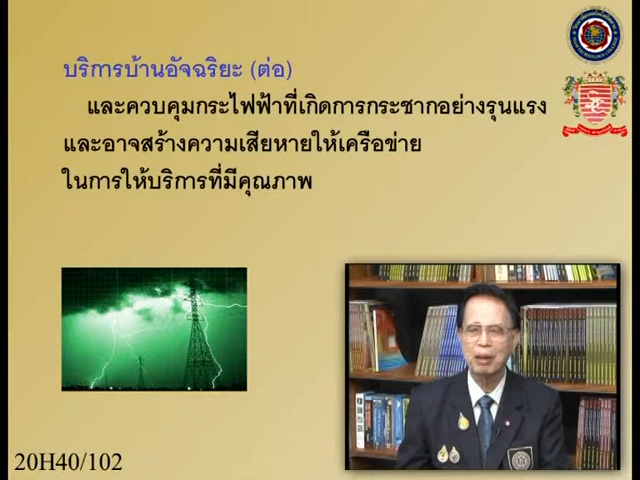 บริการบ้านอัจฉริยะ (ต่อ)
และควบคุมกระไฟฟ้าที่เกิดการกระชากอย่างรุนแรง
และอาจสร้างความเสียหายให้เครือข่าย
ในการให้บริการที่มีคุณภาพ
20H40/102